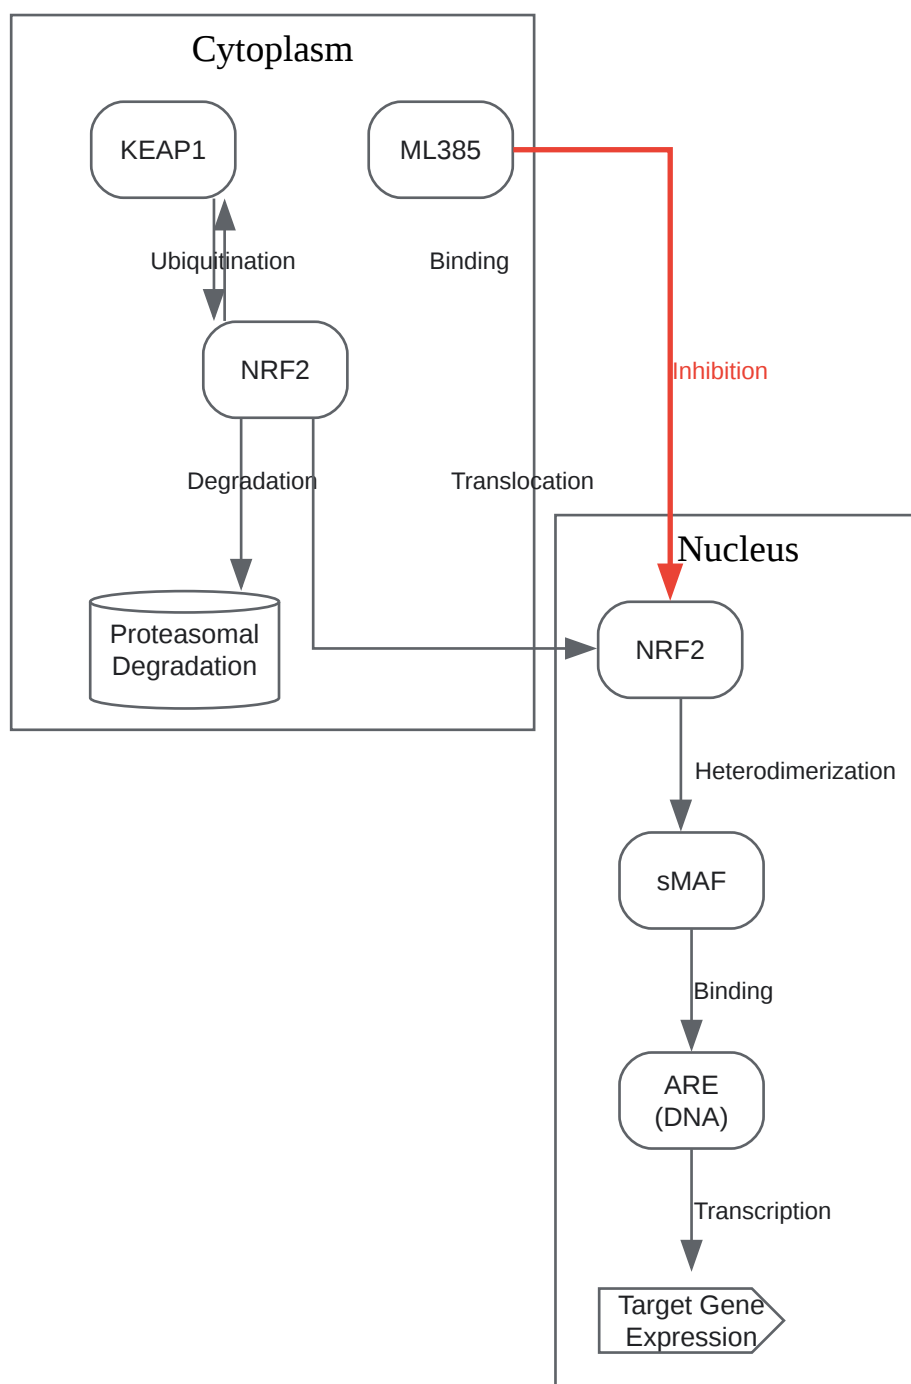 Cytoplasm
KEAP1
ML385
Ubiquitination
Binding
NRF2
Inhibition
Degradation
Translocation
Nucleus
Proteasomal
Degradation
NRF2
Heterodimerization
sMAF
Binding
ARE
(DNA)
Transcription
Target Gene
Expression